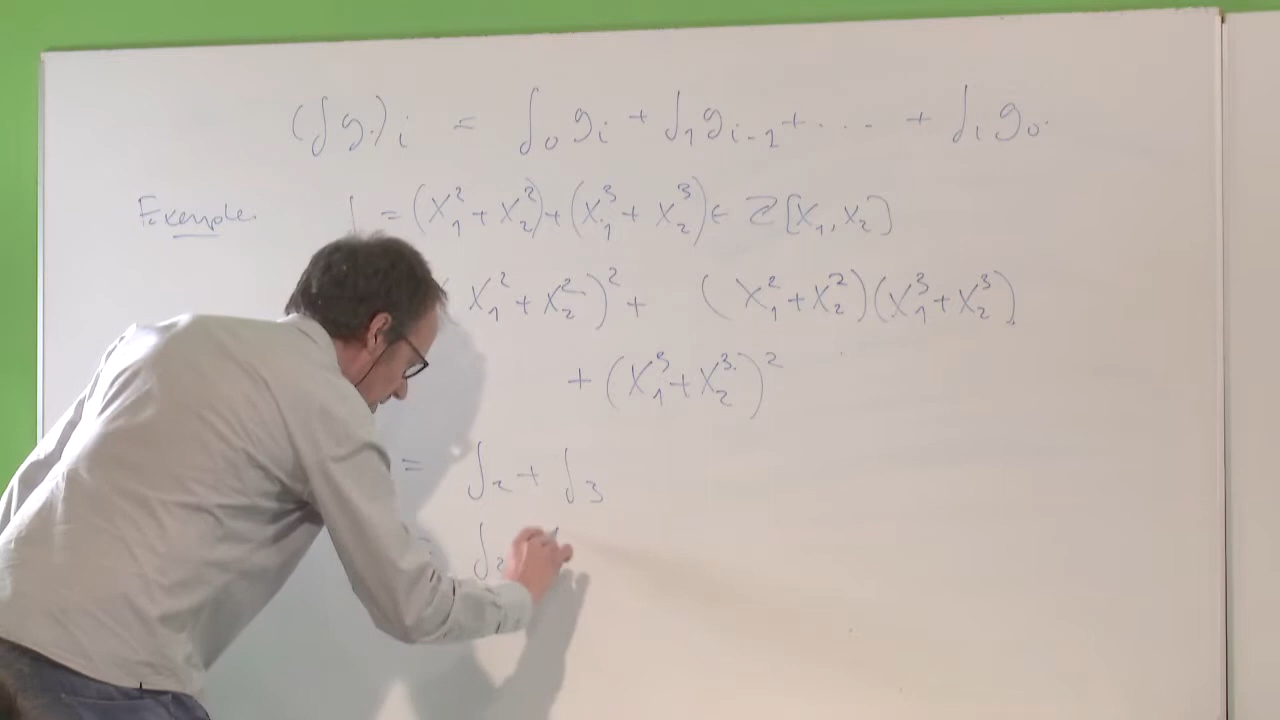 (fg)_i = f_0 g_i + f_1 g_{i-1} + ... + f_i g_0.
Example. f = (X_1^2 + X_2^2) + (X_1^3 + X_2^3) ∈ Z[X_1, X_2]
X_1^2 + X_2^2)^2 + (X_1^2 + X_2^2)(X_1^3 + X_2^3).
+ (X_1^3 + X_2^3)^2
= f_2 + f_3
f_2